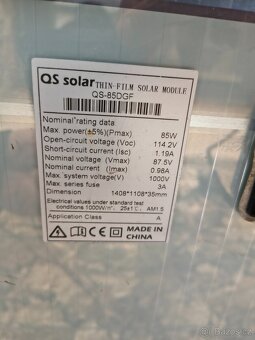 QS solar THIN-FILM SOLAR MODULE
QS-85DGF
Nominal rating data
Max. power(±5%)(Pmax) 85W
Open-circuit voltage (Voc) 114.2V
Short-circuit current (Isc) 1.19A
Nominal voltage (Vmax) 87.5V
Nominal current (Imax) 0.98A
Max. system voltage(V) 1000V
Max. series fuse 3A
Dimension 1408*1108*35mm
Electrical values under standard test
conditions 1000W/m², 25±1°C, AM1.5
Application Class A
MADE IN
CHINA